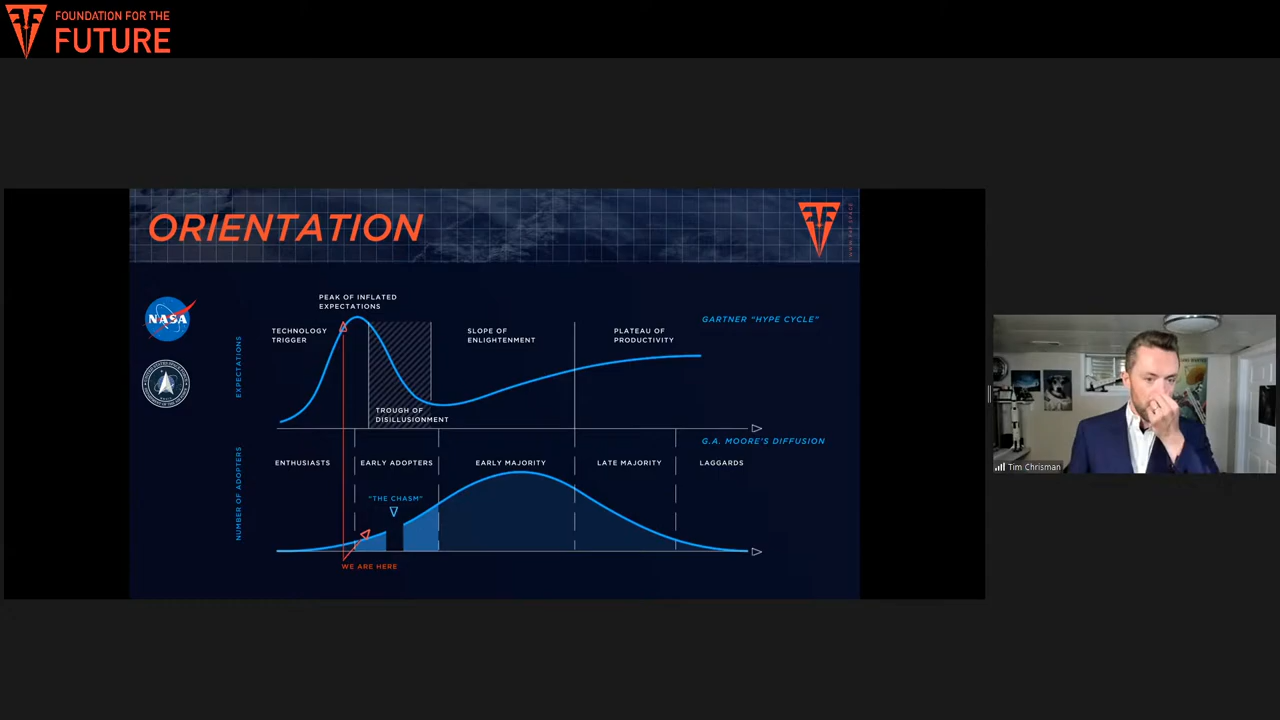 FOUNDATION FOR THE
FUTURE
ORIENTATION
NASA
PEAK OF INFLATED
EXPECTATIONS
GARTNER "HYPE CYCLE"
TECHNOLOGY
TRIGGER
SLOPE OF
ENLIGHTENMENT
PLATEAU OF
PRODUCTIVITY
EXPECTATIONS
TROUGH OF
DISILLUSIONMENT
G.A. MOORE'S DIFFUSION
ENTHUSIASTS
EARLY ADOPTERS
EARLY MAJORITY
LATE MAJORITY
LAGGARDS
NUMBER OF ADOPTERS
"THE CHASM"
WE ARE HERE
Tim Chrisman